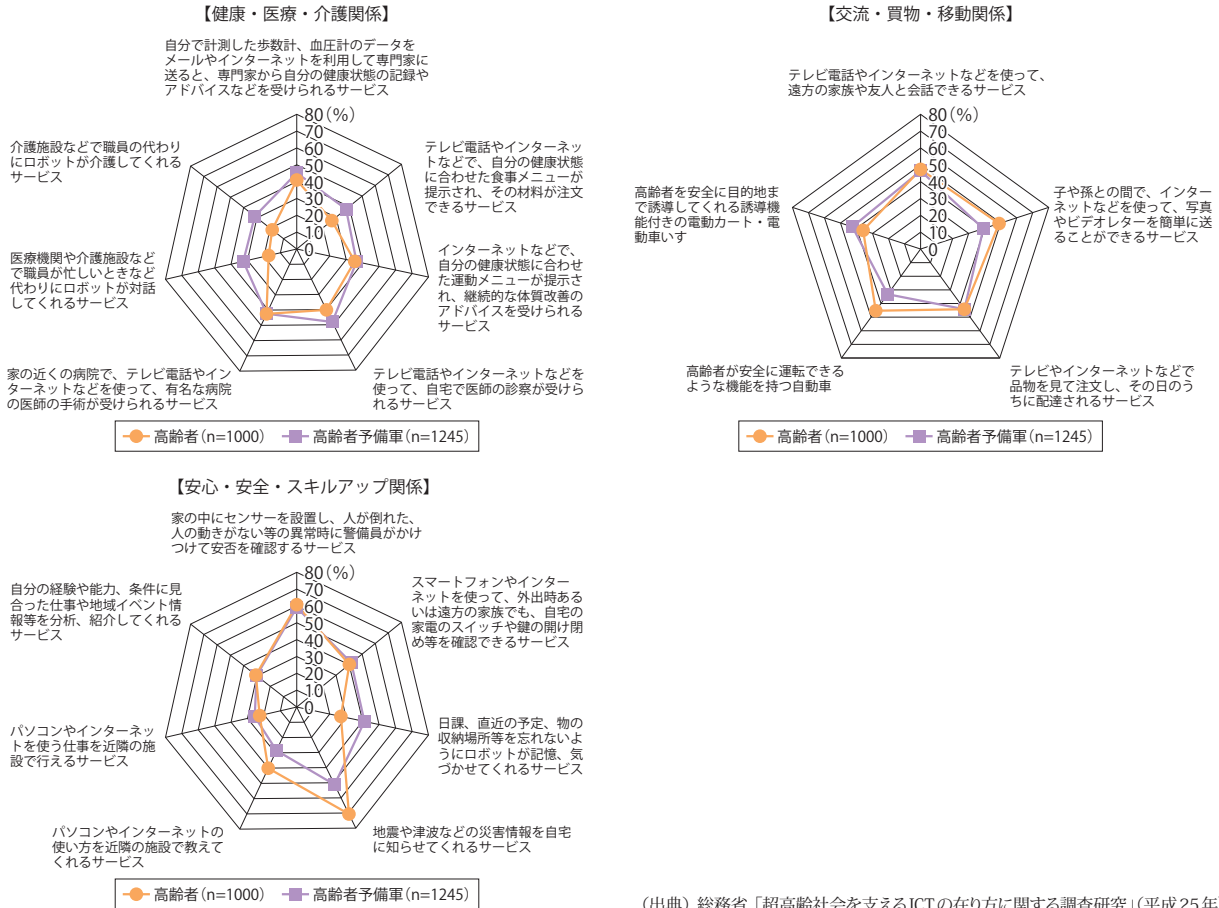 【健康・医療・介護関係】
自分で計測した歩数計、血圧計のデータを
メールやインターネットを利用して専門家に
送ると、専門家から自分の健康状態の記録や
アドバイスなどを受けられるサービス
80(%)
70
60
50
40
30
20
10
0
テレビ電話やインターネッ
トなどで、自分の健康状態
に合わせた食事メニューが
提示され、その材料が注文
できるサービス
インターネットなどで、
自分の健康状態に合わせ
た運動メニューが提示さ
れ、継続的な体質改善の
アドバイスを受けられる
サービス
テレビ電話やインターネットなどを
使って、自宅で医師の診察が受けら
れるサービス
家の近くの病院で、テレビ電話やイン
ターネットなどを使って、有名な病院
の医師の手術が受けられるサービス
医療機関や介護施設など
で職員が忙しいときなど
代わりにロボットが対話
してくれるサービス
介護施設などで職員の代わり
にロボットが介護してくれる
サービス
高齢者(n=1000) 高齢者予備軍(n=1245)
【交流・買物・移動関係】
テレビ電話やインターネットなどを使って、
遠方の家族や友人と会話できるサービス
80(%)
70
60
50
40
30
20
10
0
子や孫との間で、インター
ネットなどを使って、写真
やビデオレターを簡単に送
ることができるサービス
テレビやインターネットなどで
品物を見て注文し、その日のう
ちに配達されるサービス
高齢者が安全に運転できる
ような機能を持つ自動車
高齢者を安全に目的地ま
で誘導してくれる誘導機
能付きの電動カート・電
動車いす
高齢者(n=1000) 高齢者予備軍(n=1245)
【安心・安全・スキルアップ関係】
家の中にセンサーを設置し、人が倒れた、
人の動きがない等の異常時に警備員がかけ
つけて安否を確認するサービス
80(%)
70
60
50
40
30
20
10
0
スマートフォンやインター
ネットを使って、外出時ある
いは遠方の家族でも、自宅の
家電のスイッチや鍵の開け閉
め等を確認できるサービス
日課、直近の予定、物の
収納場所等を忘れないよ
うにロボットが記憶、気
づかせてくれるサービス
地震や津波などの災害情報を自宅
に知らせてくれるサービス
パソコンやインターネットの
使い方を近隣の施設で教えて
くれるサービス
パソコンやインターネッ
トを使う仕事を近隣の施
設で行えるサービス
自分の経験や能力、条件に見
合った仕事や地域イベント情
報等を分析、紹介してくれる
サービス
高齢者(n=1000) 高齢者予備軍(n=1245)
(出典)総務省「超高齢社会を支えるICTの在り方に関する調査研究」(平成25年